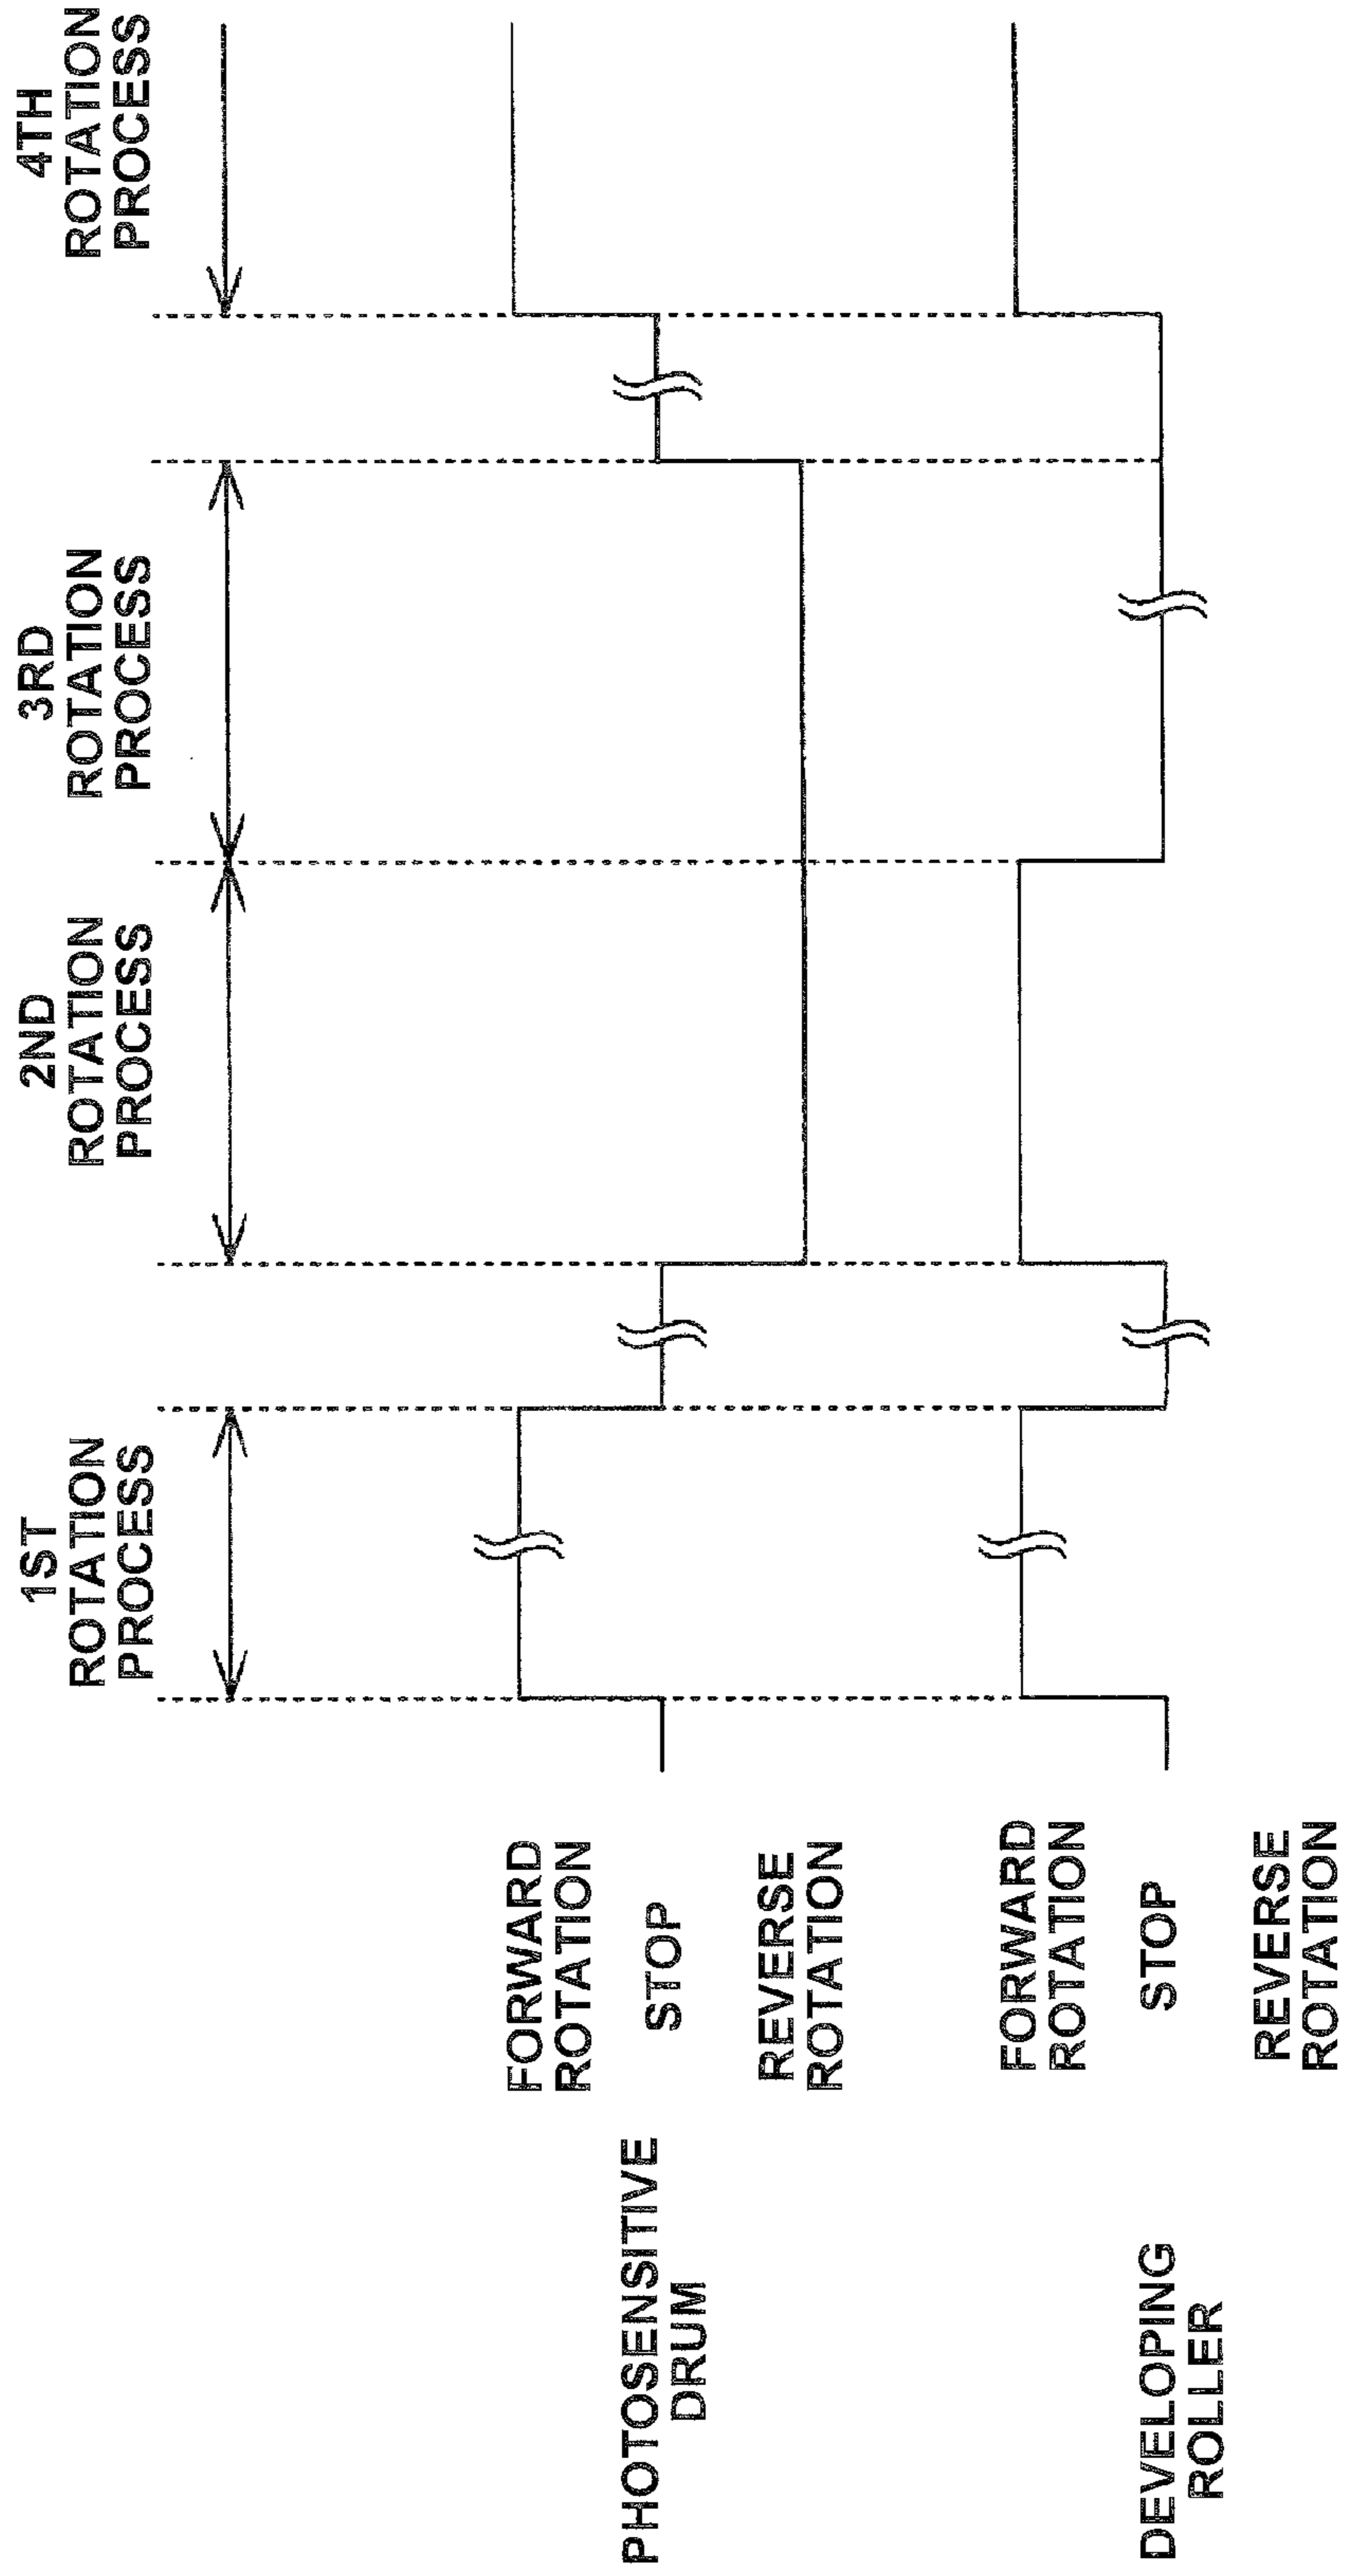 1ST
ROTATION
PROCESS
2ND
ROTATION
PROCESS
3RD
ROTATION
PROCESS
4TH
ROTATION
PROCESS
PHOTOSENSITIVE
DRUM
FORWARD
ROTATION
STOP
REVERSE
ROTATION
DEVELOPING
ROLLER
FORWARD
ROTATION
STOP
REVERSE
ROTATION